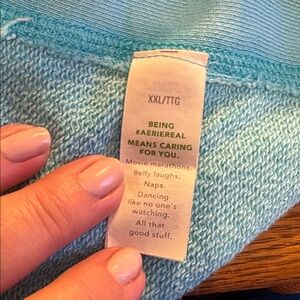 XXL/TTG
BEING
#AERIEREAL
MEANS CARING
FOR YOU.
Movie marathons.
Belly laughs.
Naps.
Dancing
like no one's
watching.
All that
good stuff.